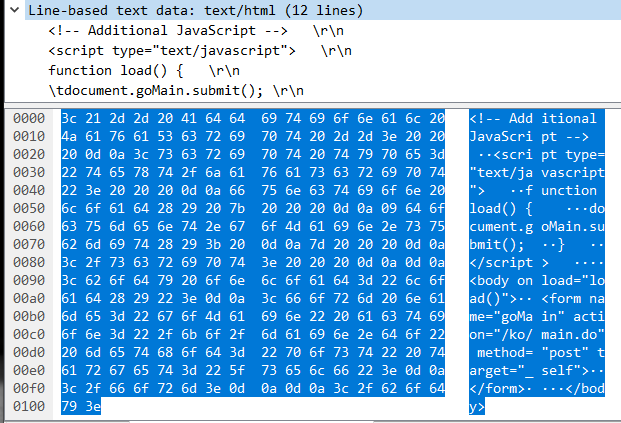 Line-based text data: text/html (12 lines)
<!-- Additional JavaScript -->   \r\n
<script type="text/javascript">   \r\n
function load() {   \r\n
\tdocument.goMain.submit(); \r\n
0000 3c 21 2d 2d 20 41 64 64 69 74 69 6f 6e 61 6c 20 <!-- Add itional
0010 4a 61 76 61 53 63 72 69 70 74 20 2d 2d 3e 20 20 JavaScri pt -->
0020 20 0d 0a 3c 73 63 72 69 70 74 20 74 79 70 65 3d ··<scri pt type=
0030 22 74 65 78 74 2f 6a 61 76 61 73 63 72 69 70 74 "text/ja vascript
0040 22 3e 20 20 20 0d 0a 66 75 6e 63 74 69 6f 6e 20 ">   ··f unction
0050 6c 6f 61 64 28 29 20 7b 20 20 20 0d 0a 09 64 6f load() {    ···do
0060 63 75 6d 65 6e 74 2e 67 6f 4d 61 69 6e 2e 73 75 cument.g oMain.su
0070 62 6d 69 74 28 29 3b 20 0d 0a 7d 20 20 20 0d 0a bmit();  ··}   ··
0080 3c 2f 73 63 72 69 70 74 3e 20 20 20 0d 0a 0d 0a </script >   ····
0090 3c 62 6f 64 79 20 6f 6e 6c 6f 61 64 3d 22 6c 6f <body on load="lo
00a0 61 64 28 29 22 3e 0d 0a 3c 66 6f 72 6d 20 6e 61 ad()">·· <form na
00b0 6d 65 3d 22 67 6f 4d 61 69 6e 22 20 61 63 74 69 me="goMa in" acti
00c0 6f 6e 3d 22 2f 6b 6f 2f 6d 61 69 6e 2e 64 6f 22 on="/ko/ main.do"
00d0 20 6d 65 74 68 6f 64 3d 22 70 6f 73 74 22 20 74 method= "post" t
00e0 61 72 67 65 74 3d 22 5f 73 65 6c 66 22 3e 0d 0a arget="_ self">··
00f0 3c 2f 66 6f 72 6d 3e 0d 0a 0d 0a 3c 2f 62 6f 64 </form>· ···</bod
0100 79 3e y>